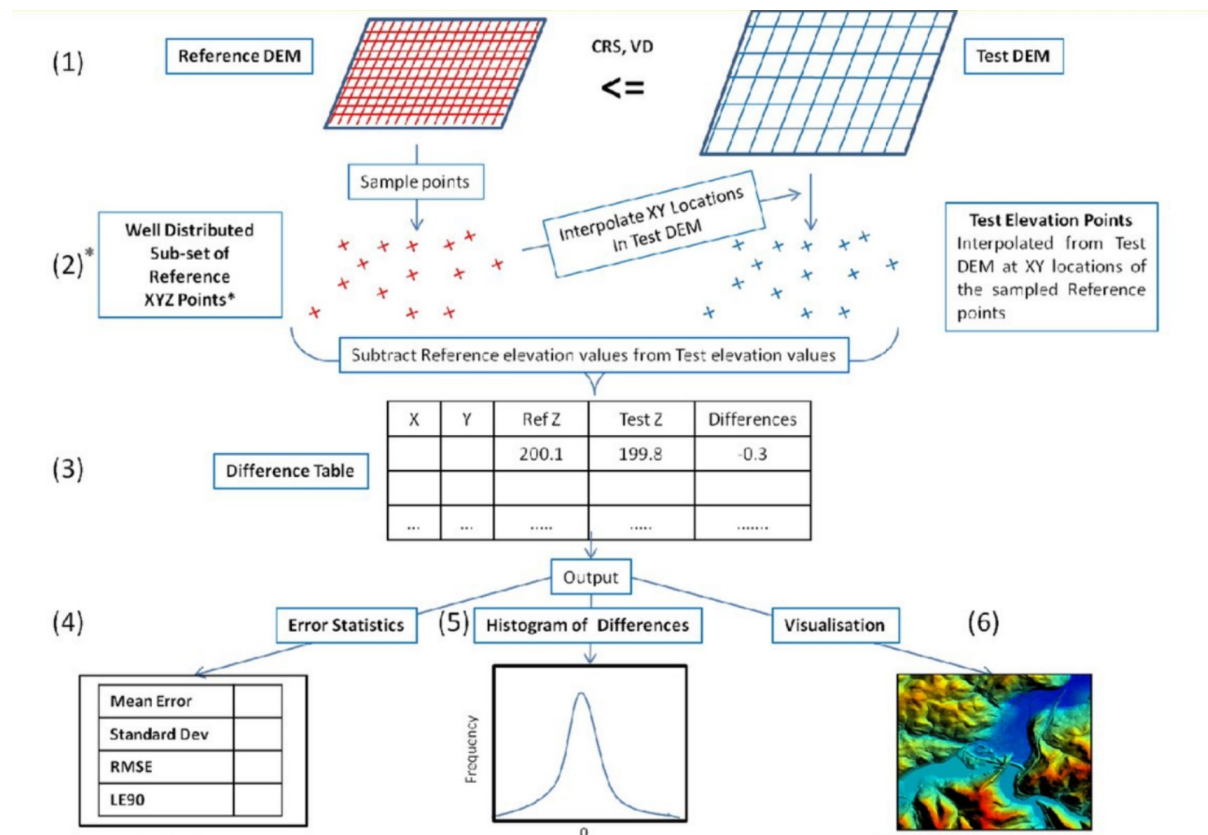 (1)
Reference DEM
CRS, VD
<=
Test DEM
Sample points
Interpolate XY Locations
in Test DEM
(2)*
Well Distributed
Sub-set of
Reference
XYZ Points*
Test Elevation Points
Interpolated from Test
DEM at XY locations of
the sampled Reference
points
Subtract Reference elevation values from Test elevation values
(3)
Difference Table
X Y Ref Z Test Z Differences
200.1 199.8 -0.3
... ... ..... ..... .......
Output
(4)
Error Statistics
(5)
Histogram of Differences
Visualisation
(6)
Mean Error
Standard Dev
RMSE
LE90
Frequency
0